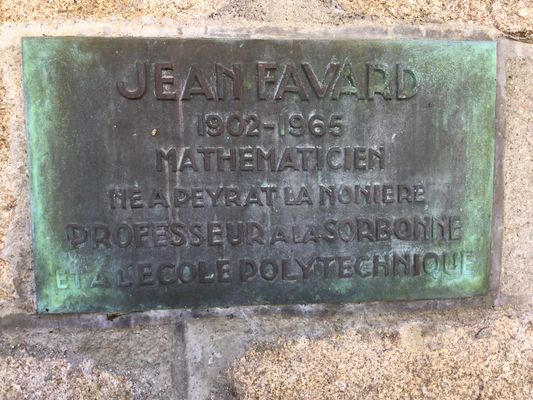 JEAN FAVARD
1902-1965
MATHEMATICIEN
NE A PEYRAT LA NONIERE
PROFESSEUR A LA SORBONNE
ET A L'ECOLE POLYTECHNIQUE